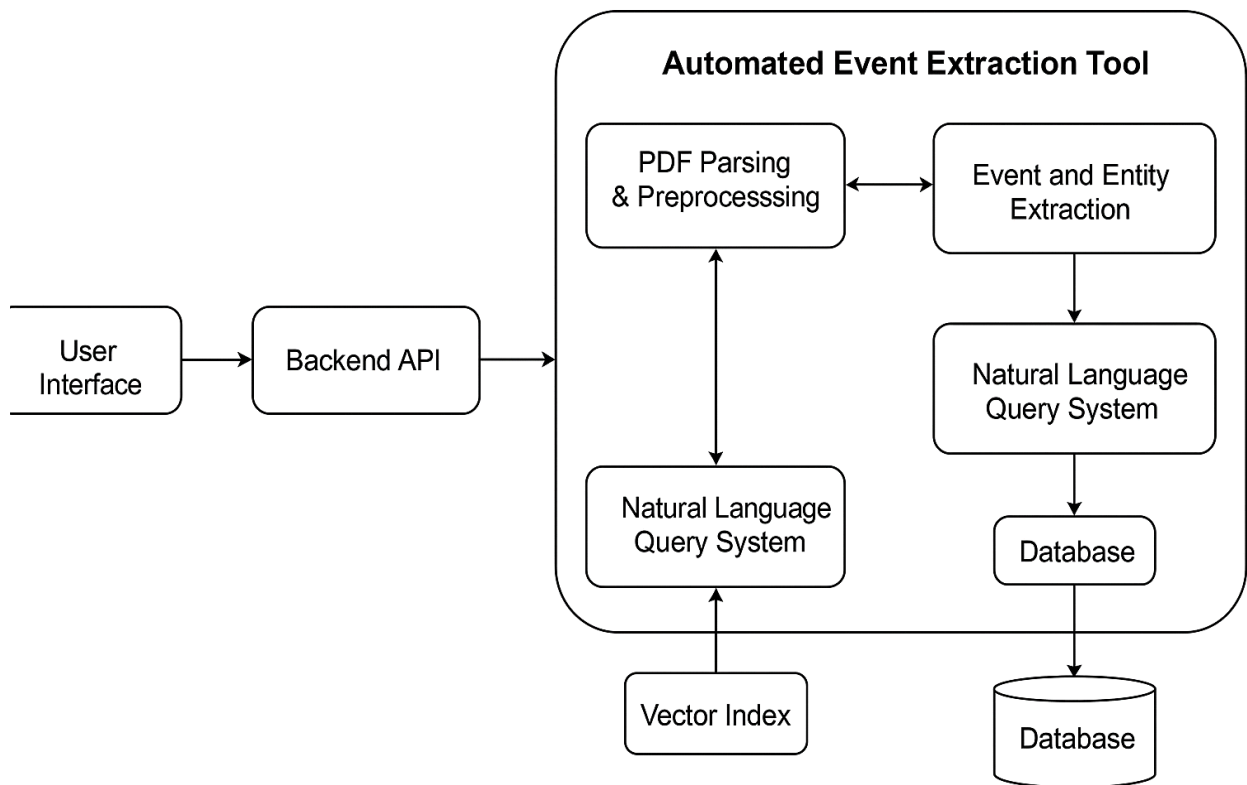 Automated Event Extraction Tool
PDF Parsing
& Preprocesssing
Event and Entity
Extraction
User
Interface
Backend API
Natural Language
Query System
Natural Language
Query System
Database
Vector Index
Database